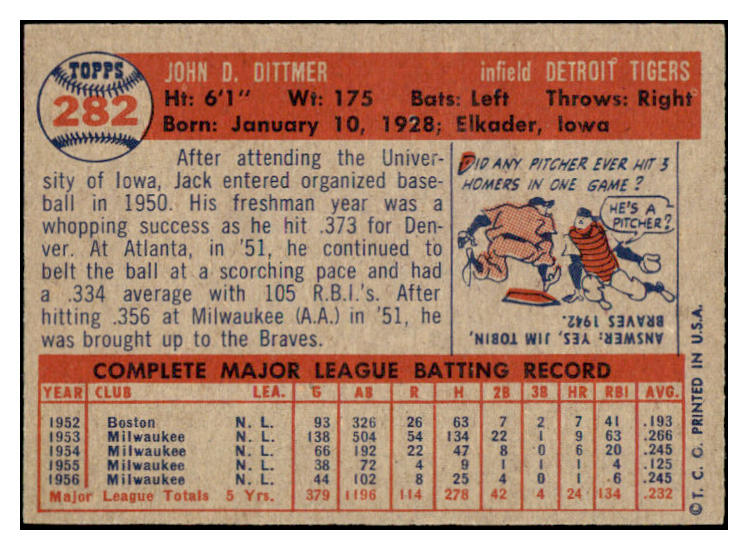 TOPPS
282
JOHN D. DITTMER infield DETROIT TIGERS
Ht: 6'1" Wt: 175 Bats: Left Throws: Right
Born: January 10, 1928; Elkader, Iowa
After attending the Univer-
sity of Iowa, Jack entered organized base-
ball in 1950. His freshman year was a
whopping success as he hit .373 for Den-
ver. At Atlanta, in '51, he continued to
belt the ball at a scorching pace and had
a .334 average with 105 R.B.I.'s. After
hitting .356 at Milwaukee (A.A.) in '51, he
was brought up to the Braves.
DID ANY PITCHER EVER HIT 3
HOMERS IN ONE GAME?
HE'S A
PITCHER?
ANSWER: YES, JIM TOBIN,
BRAVES 1942.
COMPLETE MAJOR LEAGUE BATTING RECORD
YEAR CLUB LEA. G AB R H 2B 3B HR RBI AVG.
1952 Boston N. L. 93 326 26 63 7 2 7 41 .193
1953 Milwaukee N. L. 138 504 54 134 22 1 9 63 .266
1954 Milwaukee N. L. 66 192 22 47 8 0 6 20 .245
1955 Milwaukee N. L. 38 72 4 9 1 1 1 4 .125
1956 Milwaukee N. L. 44 102 8 25 4 0 1 6 .245
Major League Totals 5 Yrs. 379 1196 114 278 42 4 24 134 .232
©T. C. G. PRINTED IN U.S.A.